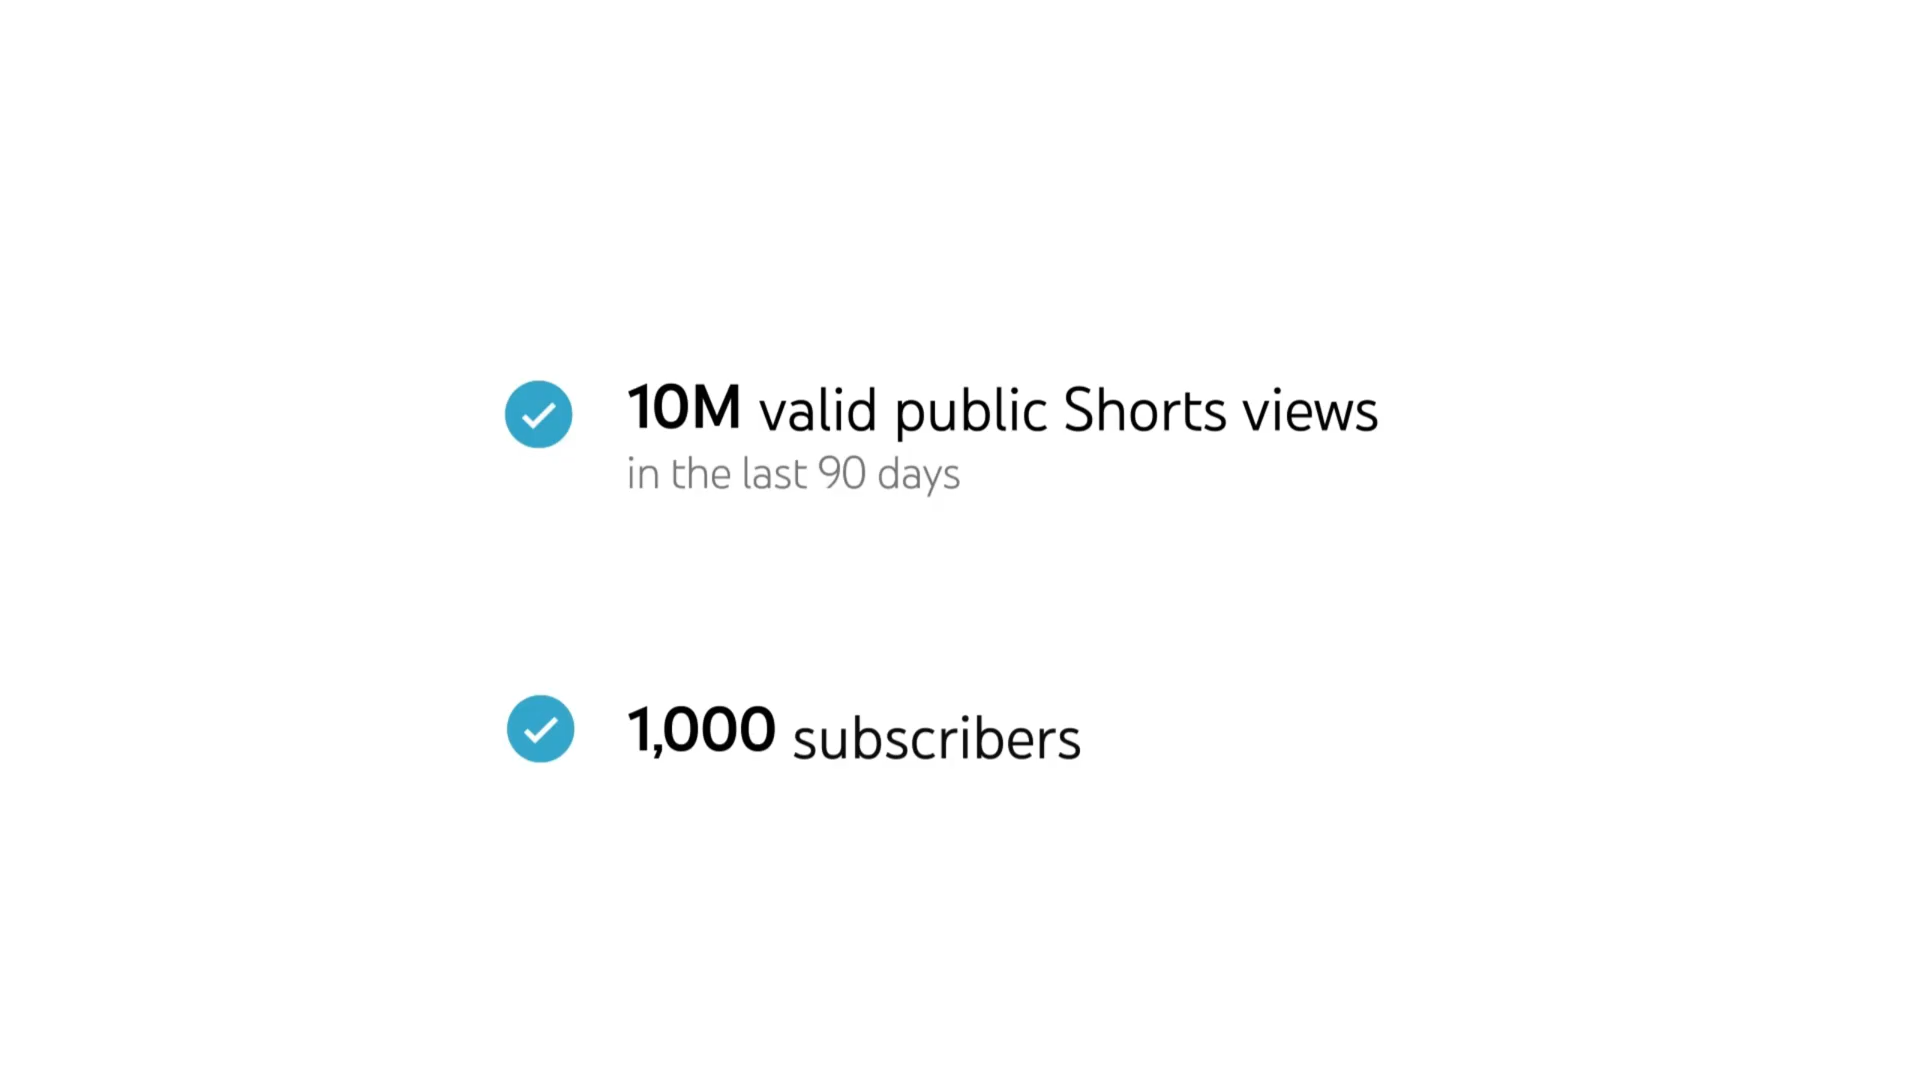 10M valid public Shorts views
in the last 90 days
1,000 subscribers